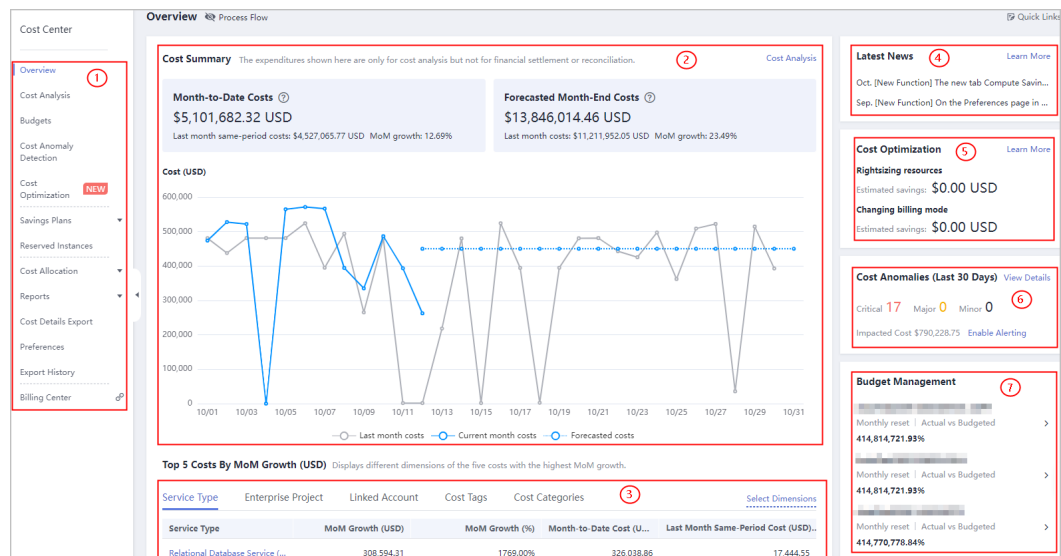 Cost Center
Overview
①
Cost Analysis
Budgets
Cost Anomaly
Detection
Cost
Optimization NEW
Savings Plans
Reserved Instances
Cost Allocation
Reports
Cost Details Export
Preferences
Export History
Billing Center
Overview Process Flow
Quick Links
Cost Summary The expenditures shown here are only for cost analysis but not for financial settlement or reconciliation. ② Cost Analysis
Month-to-Date Costs ?
$5,101,682.32 USD
Last month same-period costs: $4,527,065.77 USD MoM growth: 12.69%
Forecasted Month-End Costs ?
$13,846,014.46 USD
Last month costs: $11,211,952.05 USD MoM growth: 23.49%
Cost (USD)
600,000
500,000
400,000
300,000
200,000
100,000
0
10/01 10/03 10/05 10/07 10/09 10/11 10/13 10/15 10/17 10/19 10/21 10/23 10/25 10/27 10/29 10/31
Last month costs Current month costs Forecasted costs
Top 5 Costs By MoM Growth (USD) Displays different dimensions of the five costs with the highest MoM growth.
Service Type Enterprise Project Linked Account Cost Tags Cost Categories ③ Select Dimensions
Service Type MoM Growth (USD) MoM Growth (%) Month-to-Date Cost (U... Last Month Same-Period Cost (USD)..
Relational Database Service (... 308,594.31 1769.00% 326,038.86 17,444.55
Latest News ④ Learn More
Oct. [New Function] The new tab Compute Savin...
Sep. [New Function] On the Preferences page in ...
Cost Optimization ⑤ Learn More
Rightsizing resources
Estimated savings: $0.00 USD
Changing billing mode
Estimated savings: $0.00 USD
Cost Anomalies (Last 30 Days) View Details
Critical 17 Major 0 Minor 0 ⑥
Impacted Cost $790,228.75 Enable Alerting
Budget Management ⑦
Monthly reset | Actual vs Budgeted
414,814,721.93%
Monthly reset | Actual vs Budgeted
414,814,721.93%
Monthly reset | Actual vs Budgeted
414,770,778.84%